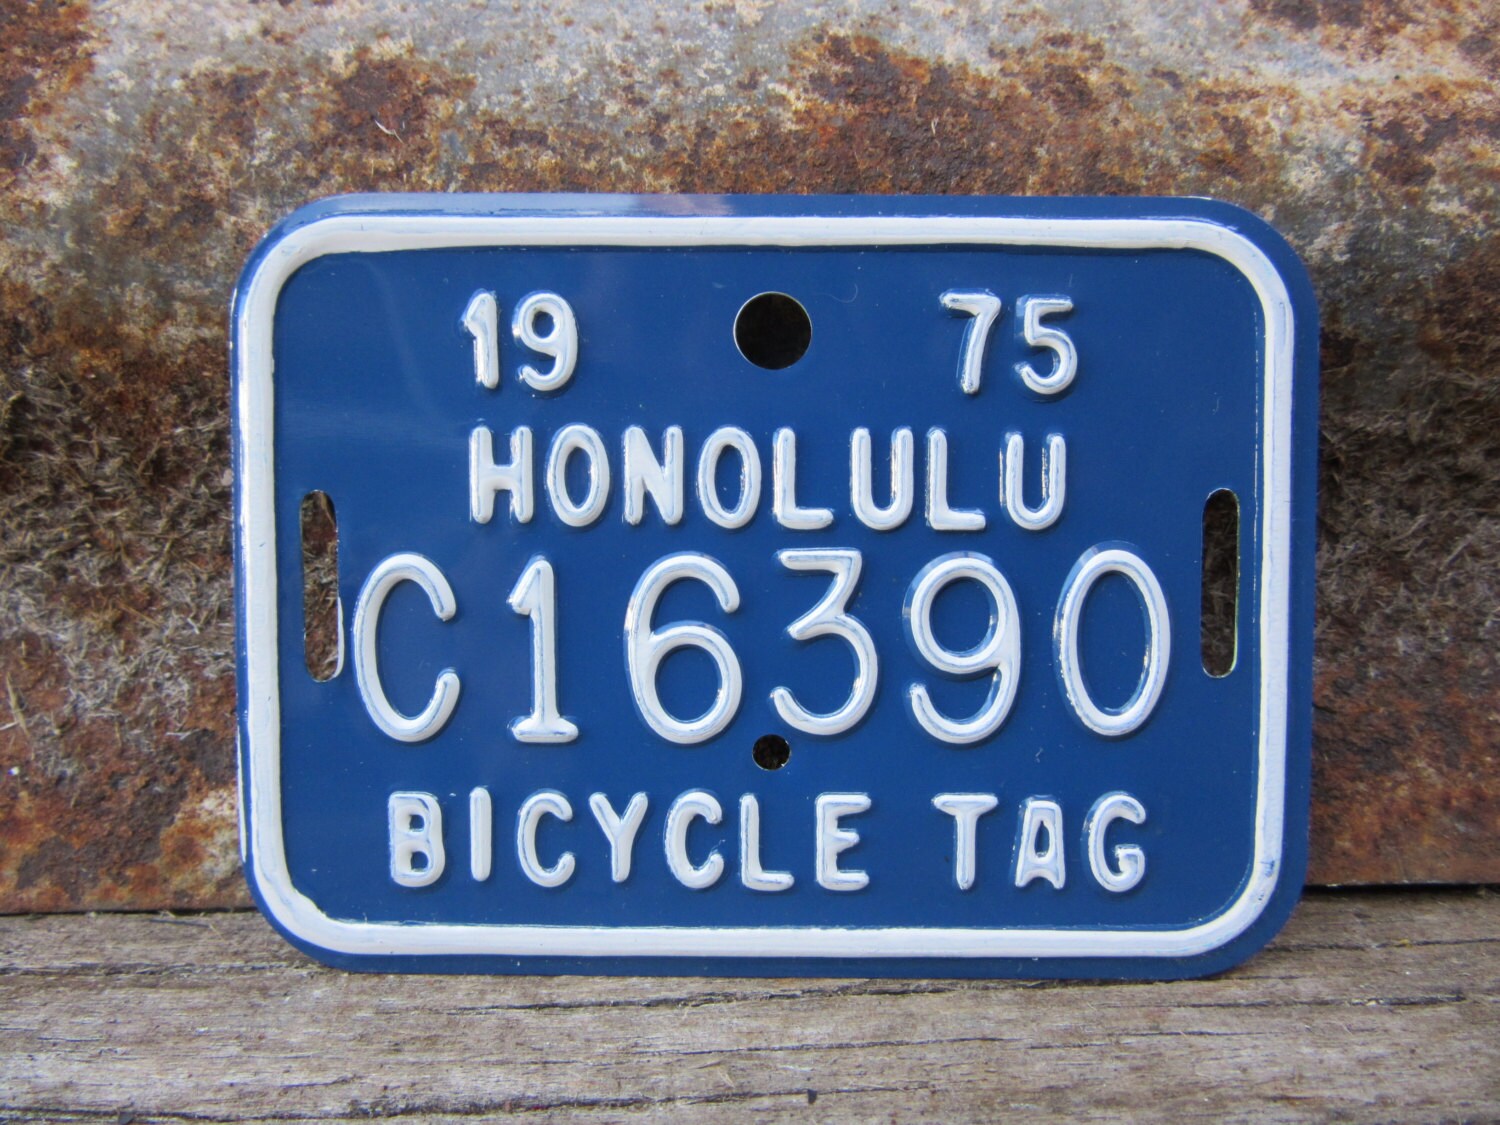 19 75
HONOLULU
C16390
BICYCLE TAG